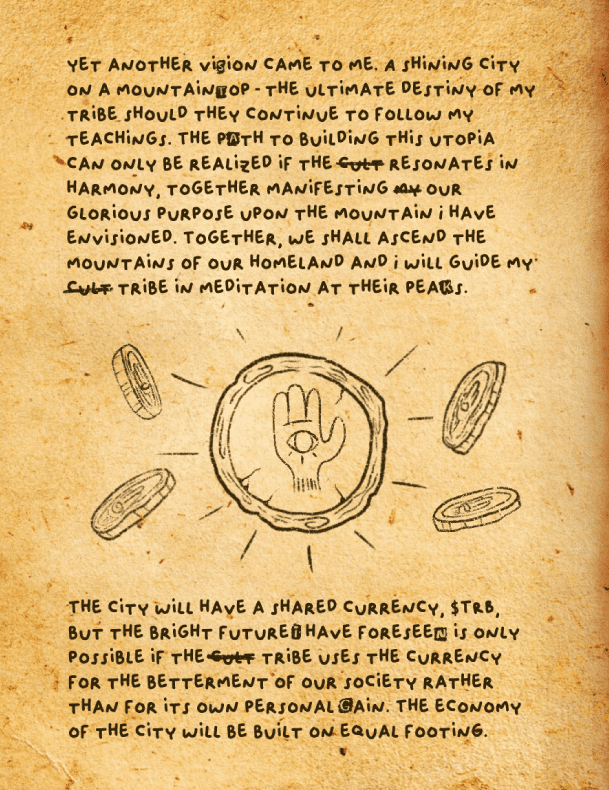 YET ANOTHER ViSiON CAME TO ME. A SHiNiNG CiTY
ON A MOUNTAINTOP - THE ULTIMATE DESTINY OF MY
TRiBE SHOULD THEY CONTINUE TO FOLLOW MY
TEACHiNGS. THE PATH TO BUiLDiNG THiS UTOPiA
CAN ONLY BE REALiZED iF THE CULT RESONATES iN
HARMONY, TOGETHER MANiFESTiNG MY OUR
GLORiOUS PURPOSE UPON THE MOUNTAiN i HAVE
ENViSiONED. TOGETHER, WE SHALL ASCEND THE
MOUNTAiNS OF OUR HOMELAND AND i WiLL GUiDE MY
CULT TRiBE iN MEDiTATiON AT THEiR PEAKS.
THE CiTY WiLL HAVE A SHARED CURRENCY, $TRB,
BUT THE BRiGHT FUTURE i HAVE FORESEEN iS ONLY
POSSiBLE iF THE CULT TRiBE USES THE CURRENCY
FOR THE BETTERMENT OF OUR SOCiETY RATHER
THAN FOR iTS OWN PERSONAL GAiN. THE ECONOMY
OF THE CiTY WiLL BE BUiLT ON EQUAL FOOTiNG.